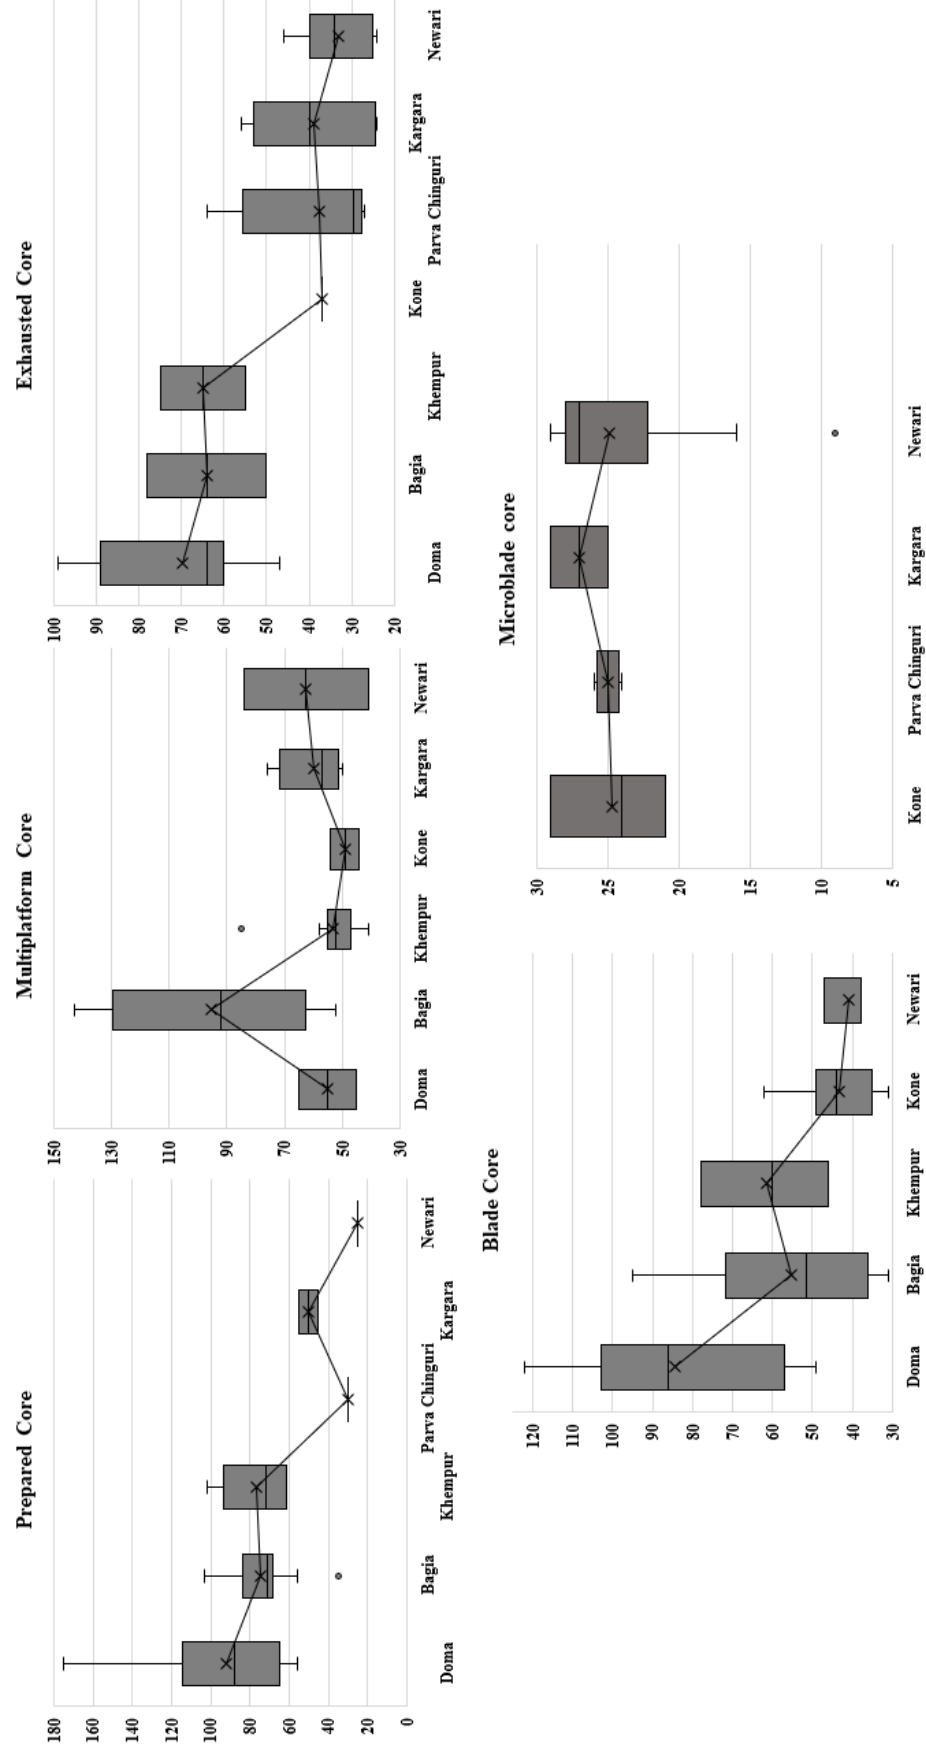 Prepared Core
180
160
140
120
100
80
60
40
20
0
Doma
Bagia
Khempur
Parva Chinguri
Kargara
Newari
Multiplatform Core
150
130
110
90
70
50
30
Doma
Bagia
Khempur
Kone
Kargara
Newari
Exhausted Core
100
90
80
70
60
50
40
30
20
Doma
Bagia
Khempur
Kone
Parva Chinguri
Kargara
Newari
Blade Core
120
110
100
90
80
70
60
50
40
30
Doma
Bagia
Khempur
Kone
Newari
Microblade core
30
25
20
15
10
5
Kone
Parva Chinguri
Kargara
Newari